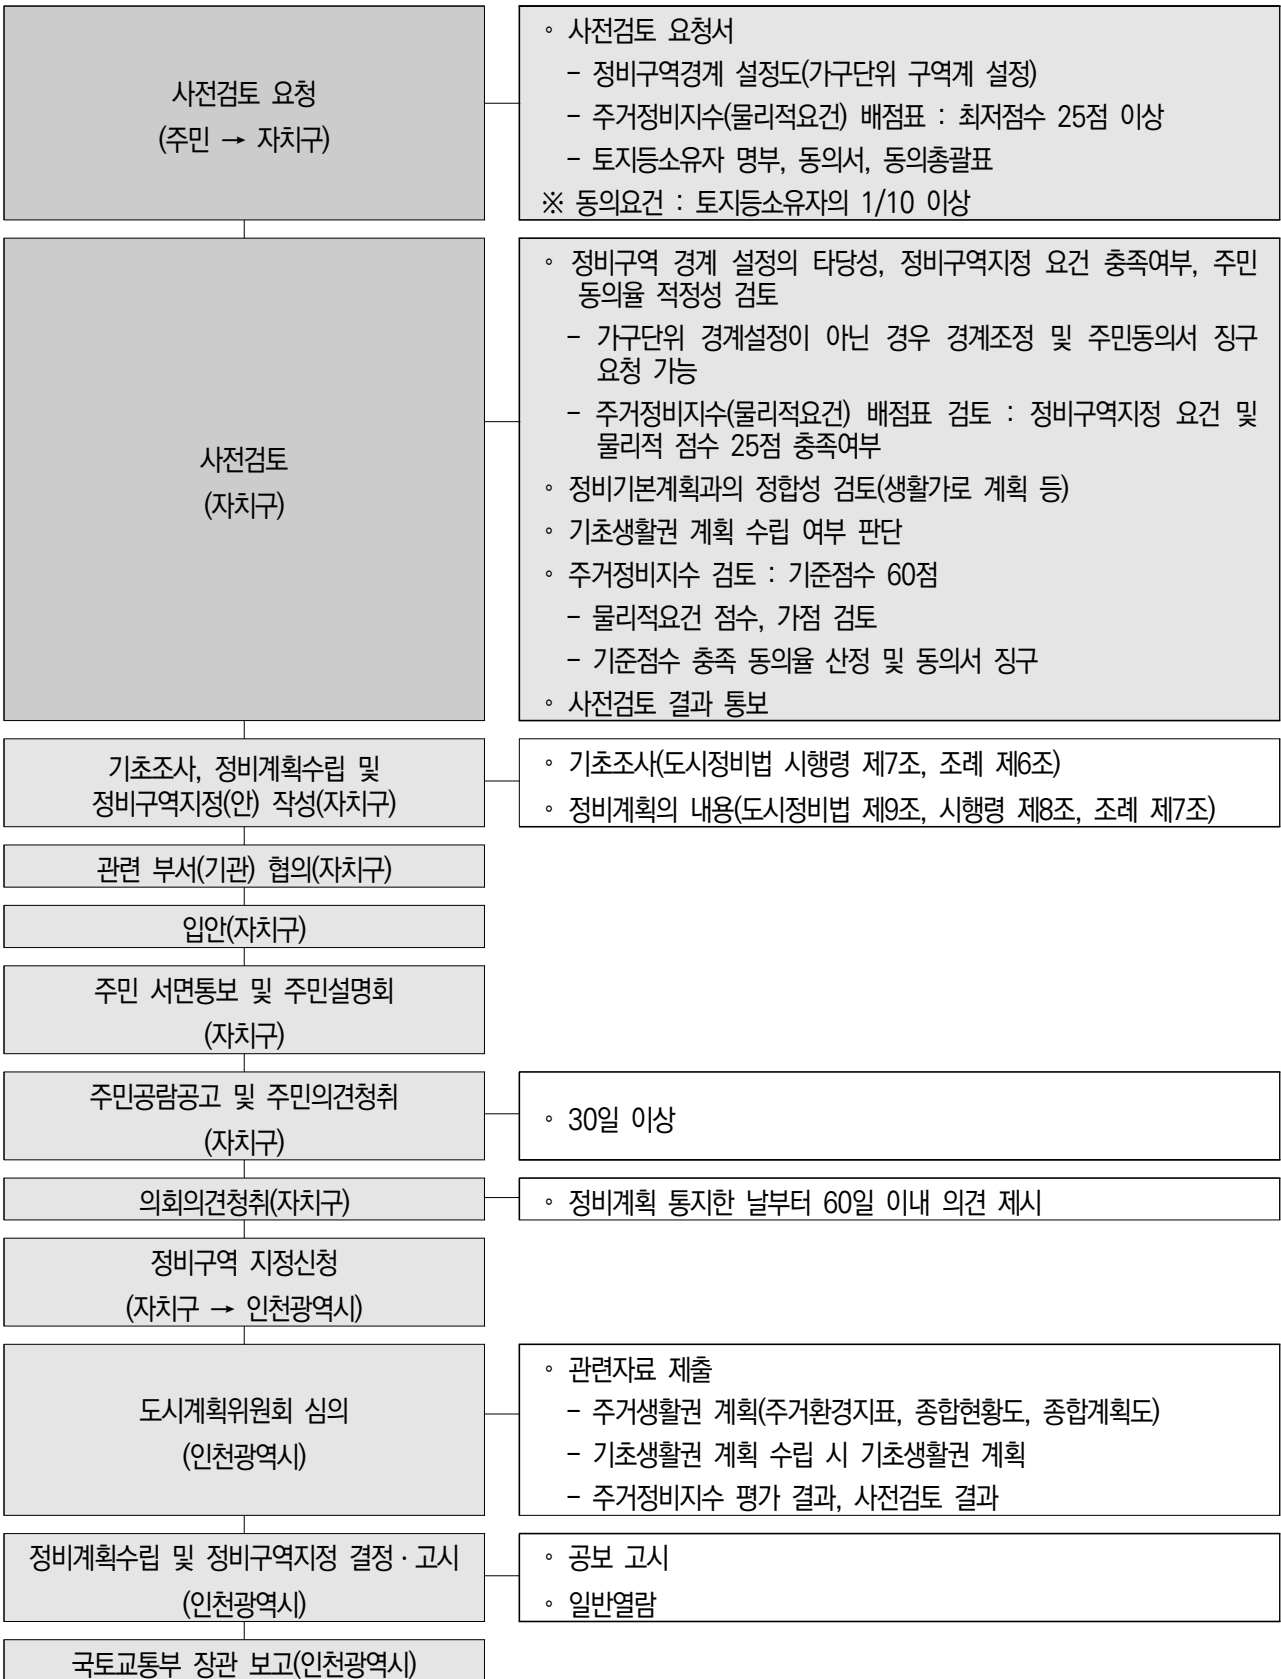 사전검토 요청
(주민 → 자치구)
◦ 사전검토 요청서
- 정비구역경계 설정도(가구단위 구역계 설정)
- 주거정비지수(물리적요건) 배점표 : 최저점수 25점 이상
- 토지등소유자 명부, 동의서, 동의총괄표
※ 동의요건 : 토지등소유자의 1/10 이상
사전검토
(자치구)
◦ 정비구역 경계 설정의 타당성, 정비구역지정 요건 충족여부, 주민
동의율 적정성 검토
- 가구단위 경계설정이 아닌 경우 경계조정 및 주민동의서 징구
요청 가능
- 주거정비지수(물리적요건) 배점표 검토 : 정비구역지정 요건 및
물리적 점수 25점 충족여부
◦ 정비기본계획과의 정합성 검토(생활가로 계획 등)
◦ 기초생활권 계획 수립 여부 판단
◦ 주거정비지수 검토 : 기준점수 60점
- 물리적요건 점수, 가점 검토
- 기준점수 충족 동의율 산정 및 동의서 징구
◦ 사전검토 결과 통보
기초조사, 정비계획수립 및
정비구역지정(안) 작성(자치구)
◦ 기초조사(도시정비법 시행령 제7조, 조례 제6조)
◦ 정비계획의 내용(도시정비법 제9조, 시행령 제8조, 조례 제7조)
관련 부서(기관) 협의(자치구)
입안(자치구)
주민 서면통보 및 주민설명회
(자치구)
주민공람공고 및 주민의견청취
(자치구)
◦ 30일 이상
의회의견청취(자치구)
◦ 정비계획 통지한 날부터 60일 이내 의견 제시
정비구역 지정신청
(자치구 → 인천광역시)
도시계획위원회 심의
(인천광역시)
◦ 관련자료 제출
- 주거생활권 계획(주거환경지표, 종합현황도, 종합계획도)
- 기초생활권 계획 수립 시 기초생활권 계획
- 주거정비지수 평가 결과, 사전검토 결과
정비계획수립 및 정비구역지정 결정·고시
(인천광역시)
◦ 공보 고시
◦ 일반열람
국토교통부 장관 보고(인천광역시)